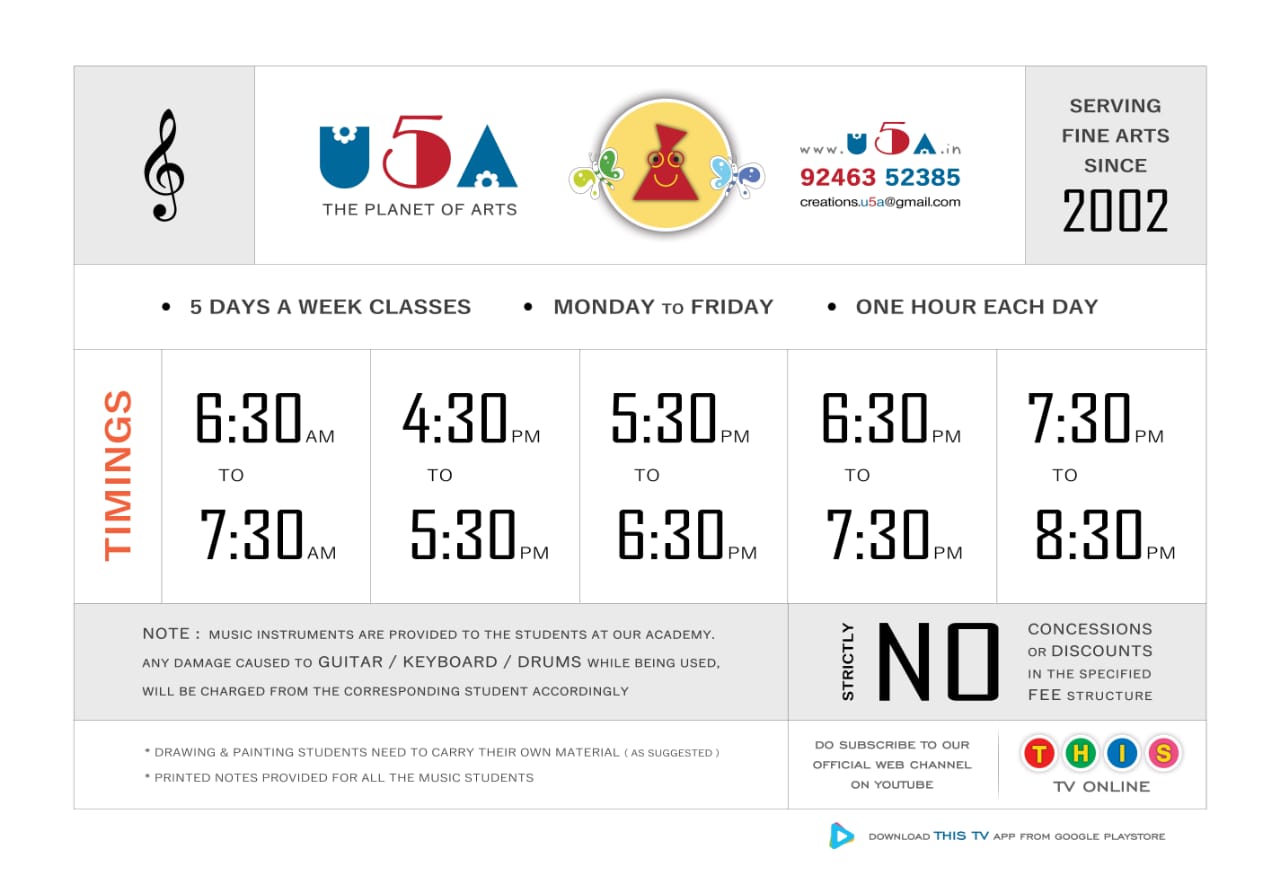 U5A
THE PLANET OF ARTS
www.U5A.in
92463 52385
creations.u5a@gmail.com
SERVING
FINE ARTS
SINCE
2002
• 5 DAYS A WEEK CLASSES • MONDAY TO FRIDAY • ONE HOUR EACH DAY
TIMINGS
6:30 AM
TO
7:30 AM
4:30 PM
TO
5:30 PM
5:30 PM
TO
6:30 PM
6:30 PM
TO
7:30 PM
7:30 PM
TO
8:30 PM
NOTE : MUSIC INSTRUMENTS ARE PROVIDED TO THE STUDENTS AT OUR ACADEMY.
ANY DAMAGE CAUSED TO GUITAR / KEYBOARD / DRUMS WHILE BEING USED,
WILL BE CHARGED FROM THE CORRESPONDING STUDENT ACCORDINGLY
STRICTLY
NO
CONCESSIONS
OR DISCOUNTS
IN THE SPECIFIED
FEE STRUCTURE
* DRAWING & PAINTING STUDENTS NEED TO CARRY THEIR OWN MATERIAL ( AS SUGGESTED )
* PRINTED NOTES PROVIDED FOR ALL THE MUSIC STUDENTS
DO SUBSCRIBE TO OUR
OFFICIAL WEB CHANNEL
ON YOUTUBE
THIS
TV ONLINE
DOWNLOAD THIS TV APP FROM GOOGLE PLAYSTORE